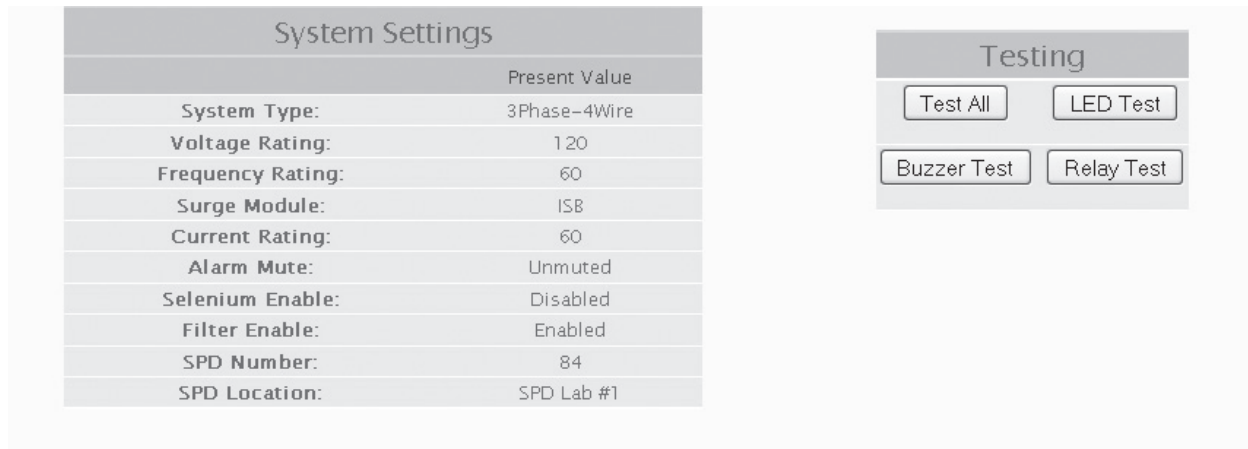 System Settings
Present Value
System Type: 3Phase-4Wire
Voltage Rating: 120
Frequency Rating: 60
Surge Module: ISB
Current Rating: 60
Alarm Mute: Unmuted
Selenium Enable: Disabled
Filter Enable: Enabled
SPD Number: 84
SPD Location: SPD Lab #1
Testing
Test All LED Test
Buzzer Test Relay Test